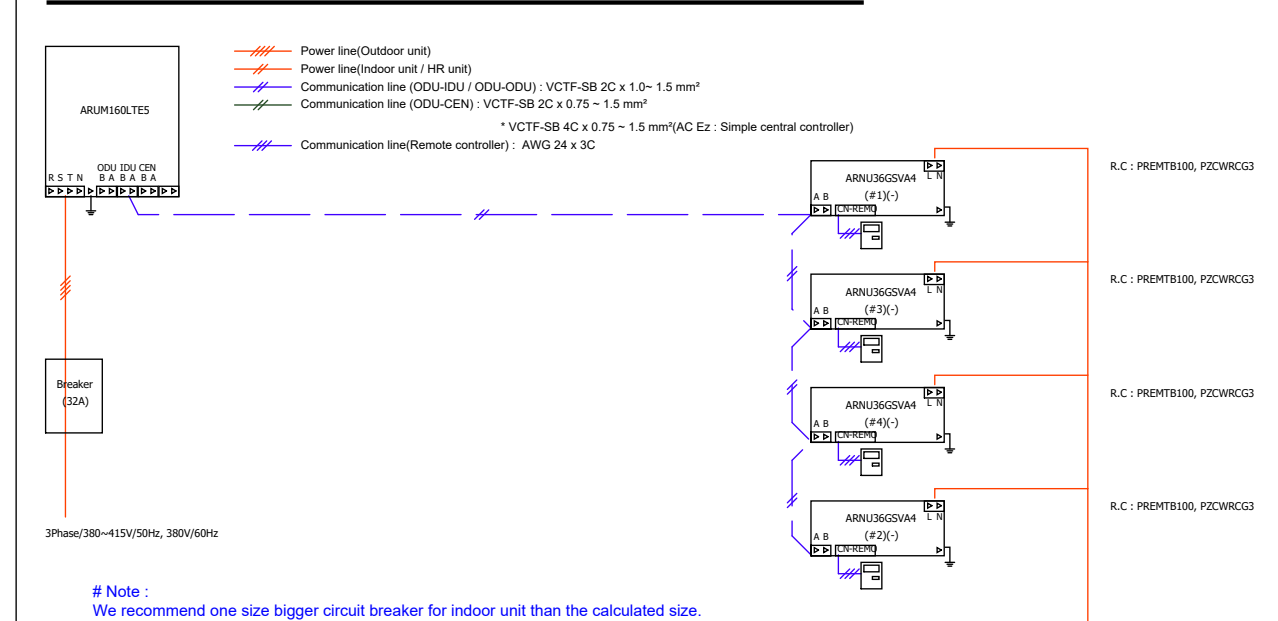 Power line(Outdoor unit)
Power line(Indoor unit / HR unit)
Communication line (ODU-IDU / ODU-ODU) : VCTF-SB 2C x 1.0~ 1.5 mm²
Communication line (ODU-CEN) : VCTF-SB 2C x 0.75 ~ 1.5 mm²
* VCTF-SB 4C x 0.75 ~ 1.5 mm²(AC Ez : Simple central controller)
Communication line(Remote controller) : AWG 24 x 3C
ARUM160LTE5
ODU IDU CEN
R S T N B A B A B A
L N
ARNU36GSVA4
(#1)(-)
A B
CN-REMO
R.C : PREMTB100, PZCWRCG3
L N
ARNU36GSVA4
(#3)(-)
A B
CN-REMO
R.C : PREMTB100, PZCWRCG3
Breaker
(32A)
L N
ARNU36GSVA4
(#4)(-)
A B
CN-REMO
R.C : PREMTB100, PZCWRCG3
L N
ARNU36GSVA4
(#2)(-)
A B
CN-REMO
R.C : PREMTB100, PZCWRCG3
3Phase/380~415V/50Hz, 380V/60Hz
# Note :
We recommend one size bigger circuit breaker for indoor unit than the calculated size.